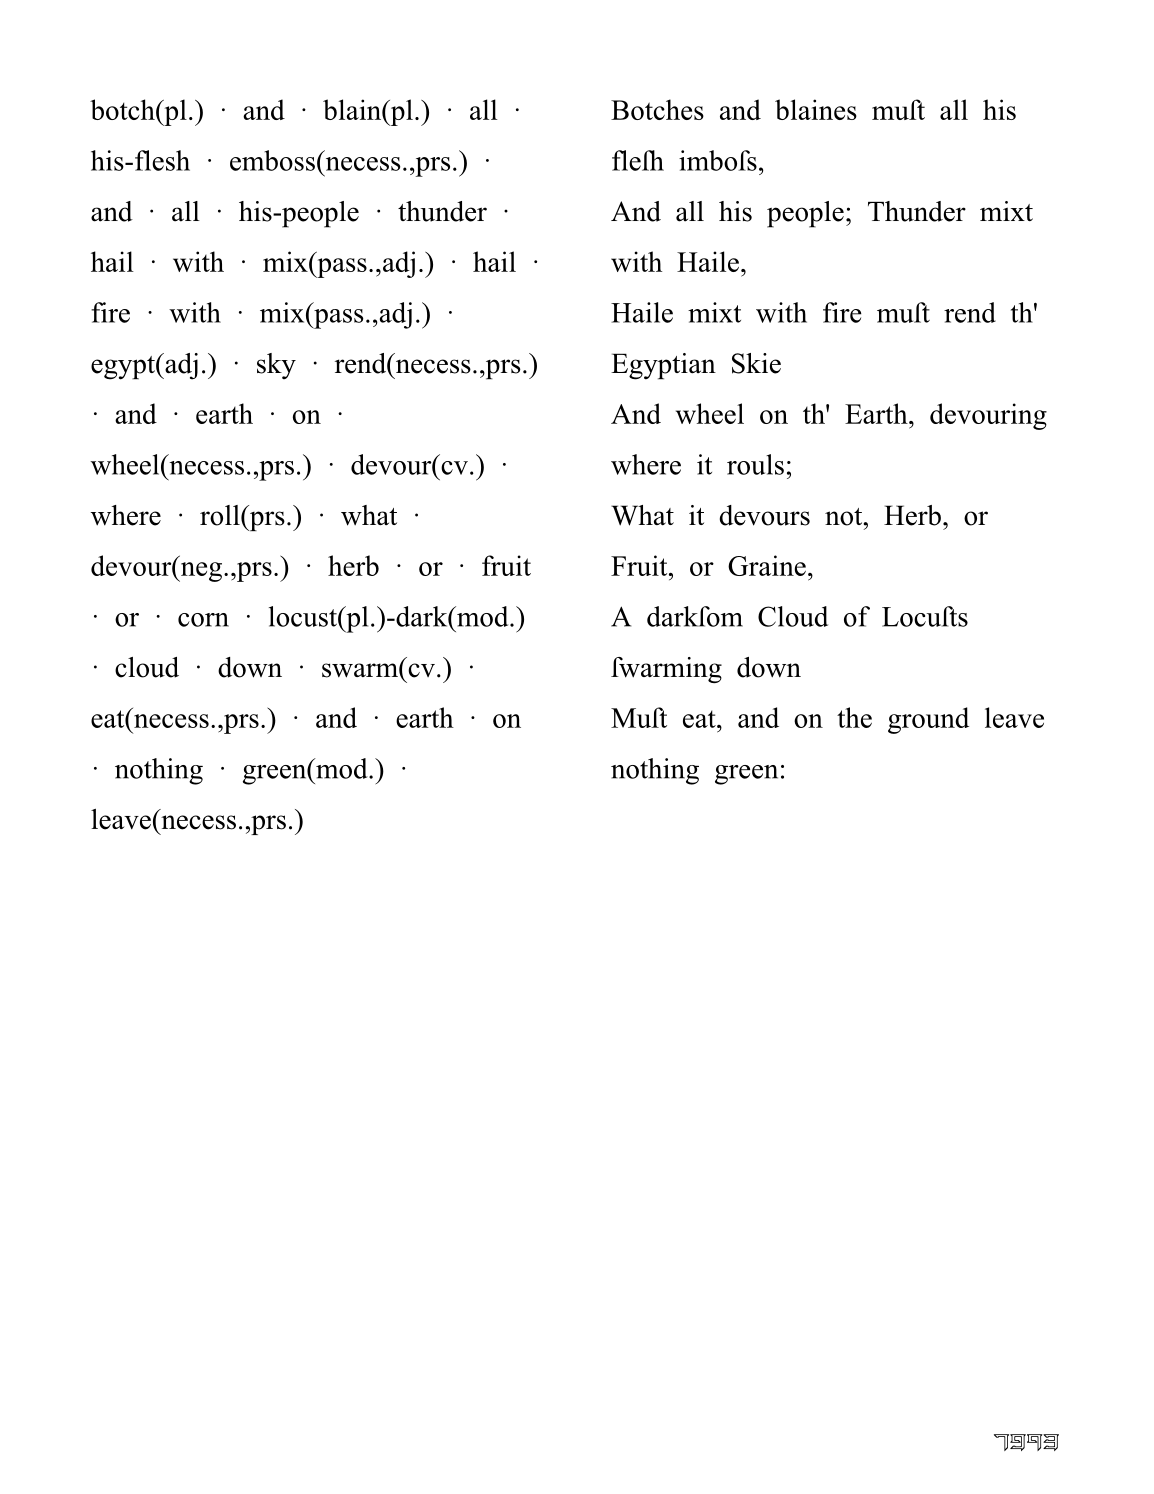 botch(pl.) · and · blain(pl.) · all ·
his-flesh · emboss(necess.,prs.) ·
and · all · his-people · thunder ·
hail · with · mix(pass.,adj.) · hail ·
fire · with · mix(pass.,adj.) ·
egypt(adj.) · sky · rend(necess.,prs.)
· and · earth · on ·
wheel(necess.,prs.) · devour(cv.) ·
where · roll(prs.) · what ·
devour(neg.,prs.) · herb · or · fruit
· or · corn · locust(pl.)-dark(mod.)
· cloud · down · swarm(cv.) ·
eat(necess.,prs.) · and · earth · on
· nothing · green(mod.) ·
leave(necess.,prs.)
Botches and blaines muſt all his
fleſh imboſs,
And all his people; Thunder mixt
with Haile,
Haile mixt with fire muſt rend th'
Egyptian Skie
And wheel on th' Earth, devouring
where it rouls;
What it devours not, Herb, or
Fruit, or Graine,
A darkſom Cloud of Locuſts
ſwarming down
Muſt eat, and on the ground leave
nothing green: